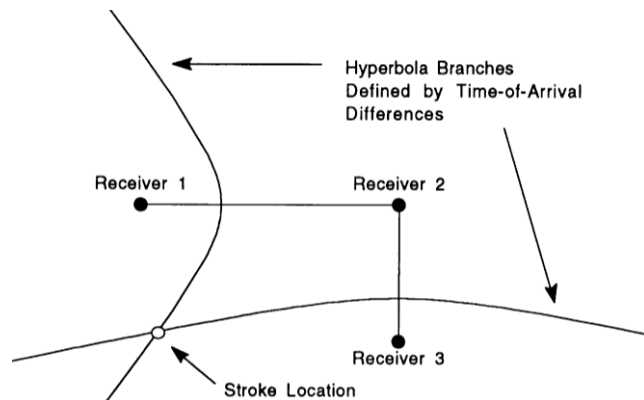 Hyperbola Branches
Defined by Time-of-Arrival
Differences
Receiver 1
Receiver 2
Receiver 3
Stroke Location